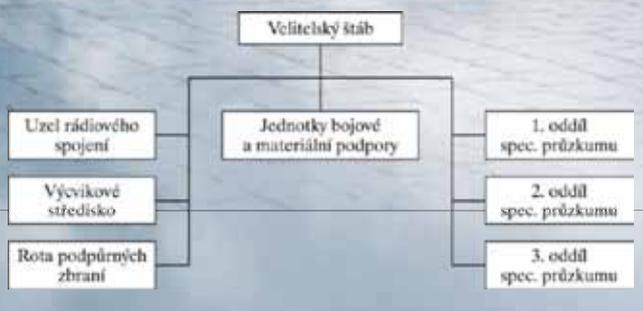 Velitelský štáb
Uzel rádiového
spojení
Jednotky bojové
a materiální podpory
1. oddíl
spec. průzkumu
Výcvikové
středisko
2. oddíl
spec. průzkumu
Rota podpůrných
zbraní
3. oddíl
spec. průzkumu